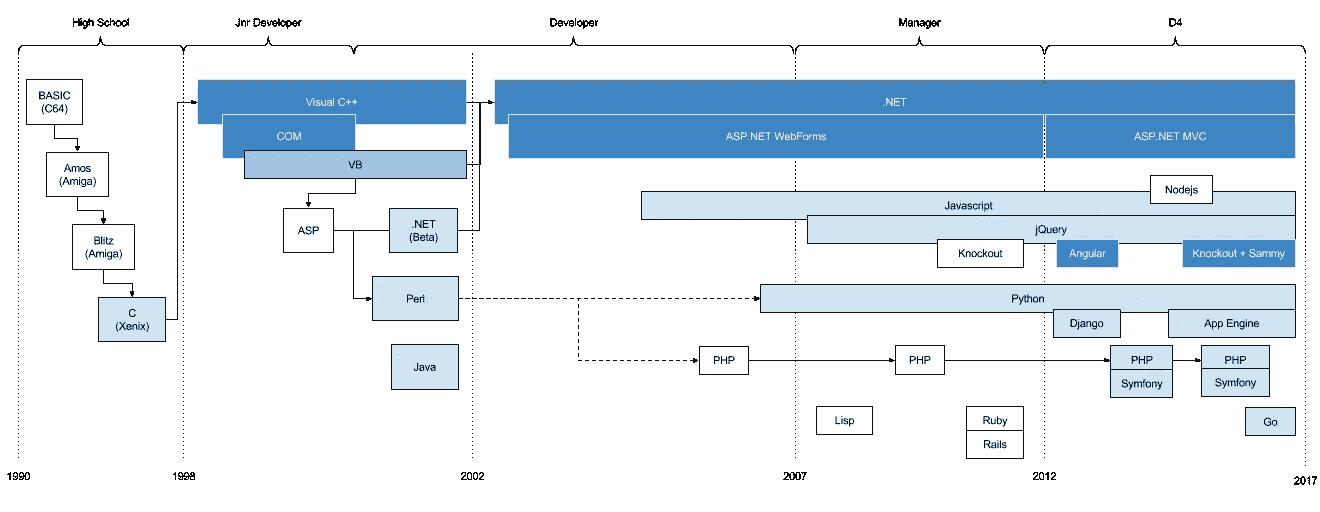 High School
Jnr Developer
Developer
Manager
D4
BASIC
(C64)
Visual C++
.NET
COM
ASP.NET WebForms
ASP.NET MVC
Amos
(Amiga)
VB
Nodejs
Javascript
ASP
.NET
(Beta)
jQuery
Blitz
(Amiga)
Knockout
Angular
Knockout + Sammy
C
(Xenix)
Perl
Python
Django
App Engine
Java
PHP
PHP
PHP
Symfony
PHP
Symfony
Lisp
Ruby
Rails
Go
1990
1998
2002
2007
2012
2017